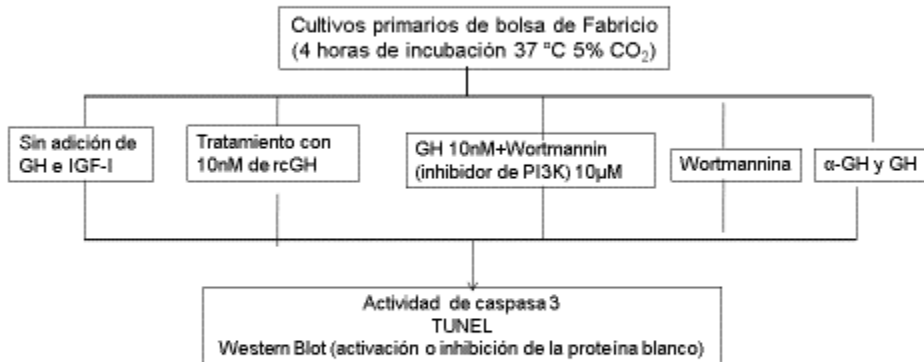 Cultivos primarios de bolsa de Fabricio
(4 horas de incubación 37 °C 5% CO₂)
Sin adición de
GH e IGF-I
Tratamiento con
10nM de rcGH
GH 10nM+Wortmannin
(inhibidor de PI3K) 10µM
Wortmannina
α-GH y GH
Actividad de caspasa 3
TUNEL
Western Blot (activación o inhibición de la proteína blanco)